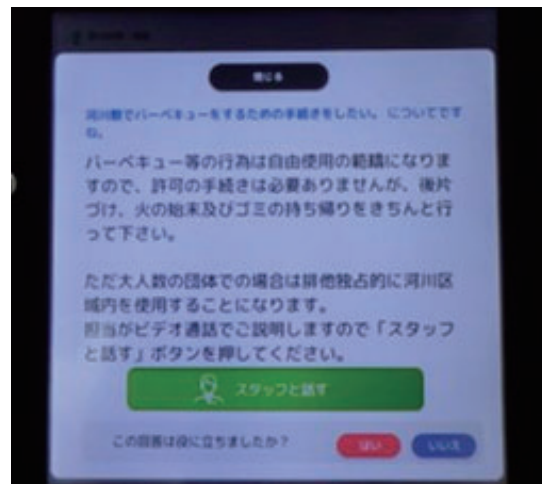 閉じる
河川敷でバーベキューをするための手続きをしたい。 についてです
ね。
バーベキュー等の行為は自由使用の範疇になりま
すので、許可の手続きは必要ありませんが、後片
づけ、火の始末及びゴミの持ち帰りをきちんと行
って下さい。
ただ大人数の団体での場合は排他独占的に河川区
域内を使用することになります。
担当がビデオ通話でご説明しますので「スタッフ
と話す」ボタンを押してください。
スタッフと話す
この回答は役に立ちましたか？ はい いいえ